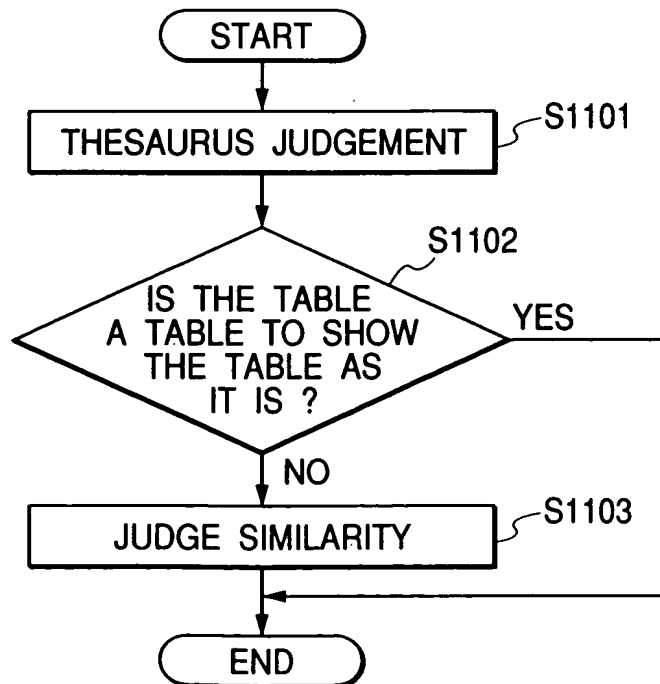 START
THESAURUS JUDGEMENT
S1101
S1102
IS THE TABLE
A TABLE TO SHOW
THE TABLE AS
IT IS ?
YES
NO
JUDGE SIMILARITY
S1103
END